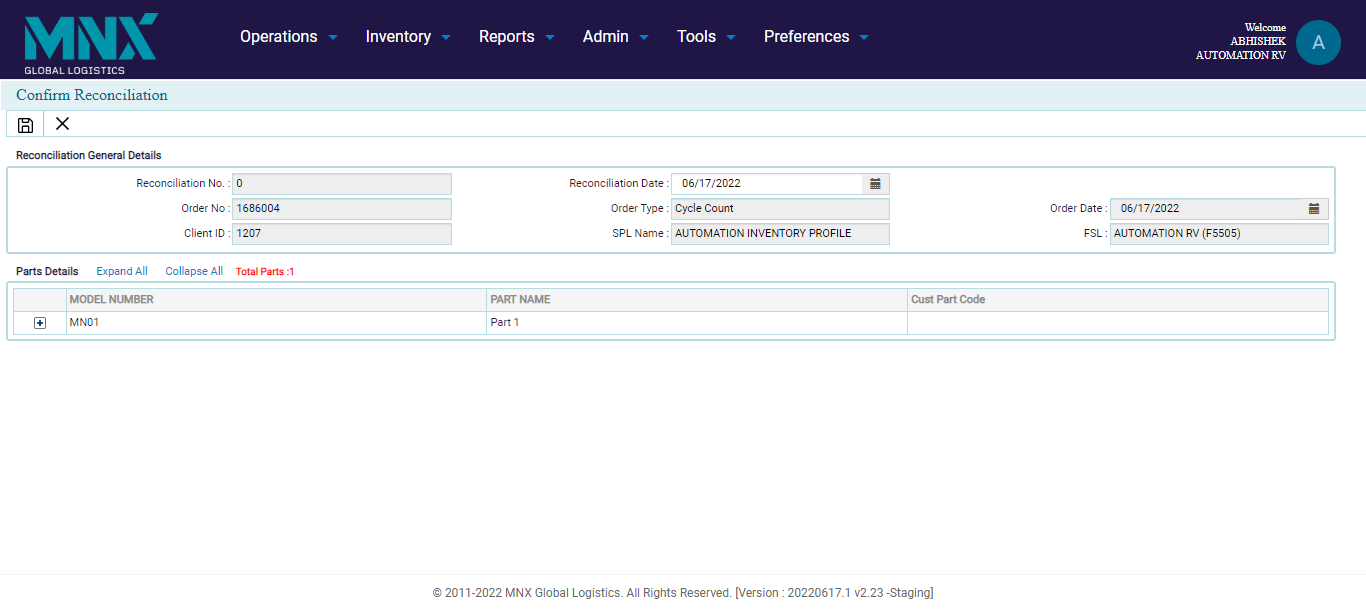 MNX
GLOBAL LOGISTICS
Operations Inventory Reports Admin Tools Preferences
Welcome
ABHISHEK
AUTOMATION RV
A
Confirm Reconciliation
Reconciliation General Details
Reconciliation No. : 0 Reconciliation Date : 06/17/2022
Order No : 1686004 Order Type : Cycle Count Order Date : 06/17/2022
Client ID : 1207 SPL Name : AUTOMATION INVENTORY PROFILE FSL : AUTOMATION RV (F5505)
Parts Details Expand All Collapse All Total Parts :1
MODEL NUMBER PART NAME Cust Part Code
MN01 Part 1
© 2011-2022 MNX Global Logistics. All Rights Reserved. [Version : 20220617.1 v2.23 -Staging]